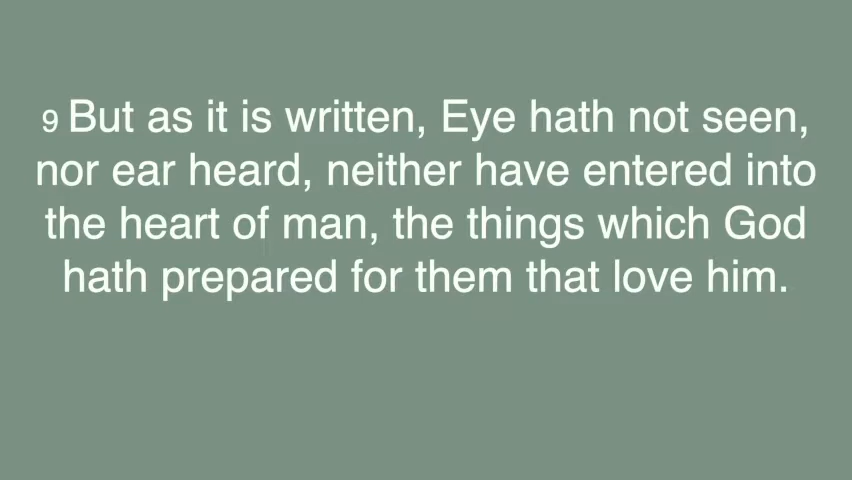 9 But as it is written, Eye hath not seen,
nor ear heard, neither have entered into
the heart of man, the things which God
hath prepared for them that love him.